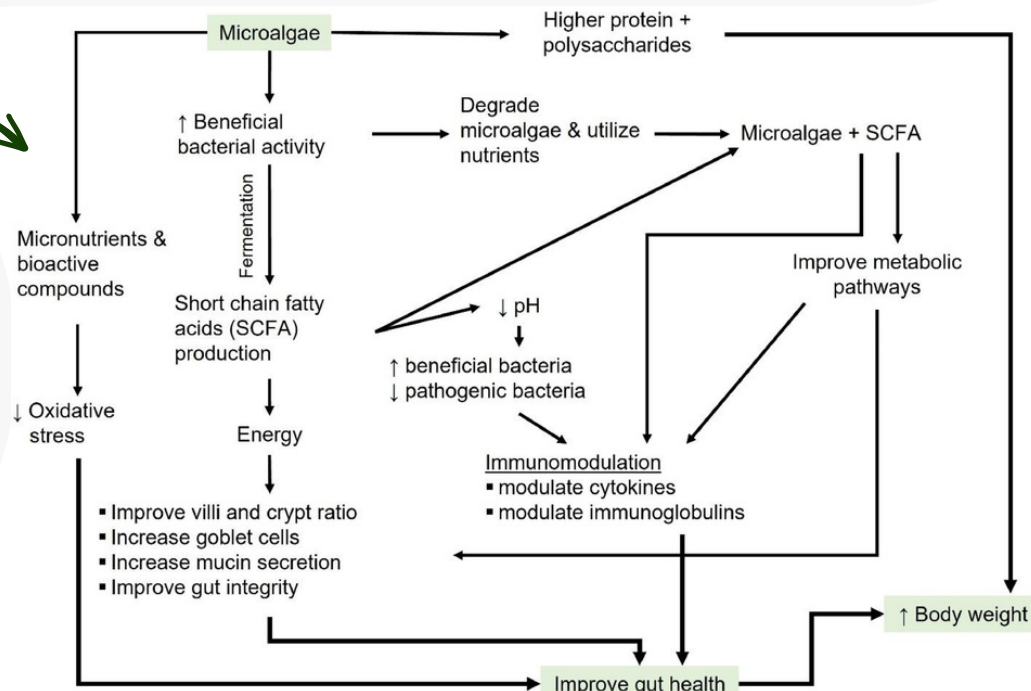 Microalgae
Higher protein +
polysaccharides
↑ Beneficial
bacterial activity
Degrade
microalgae & utilize
nutrients
Microalgae + SCFA
Fermentation
Micronutrients &
bioactive
compounds
Improve metabolic
pathways
Short chain fatty
acids (SCFA)
production
↓ pH
↑ beneficial bacteria
↓ pathogenic bacteria
↓ Oxidative
stress
Energy
Immunomodulation
▪ modulate cytokines
▪ modulate immunoglobulins
▪ Improve villi and crypt ratio
▪ Increase goblet cells
▪ Increase mucin secretion
▪ Improve gut integrity
↑ Body weight
Improve gut health